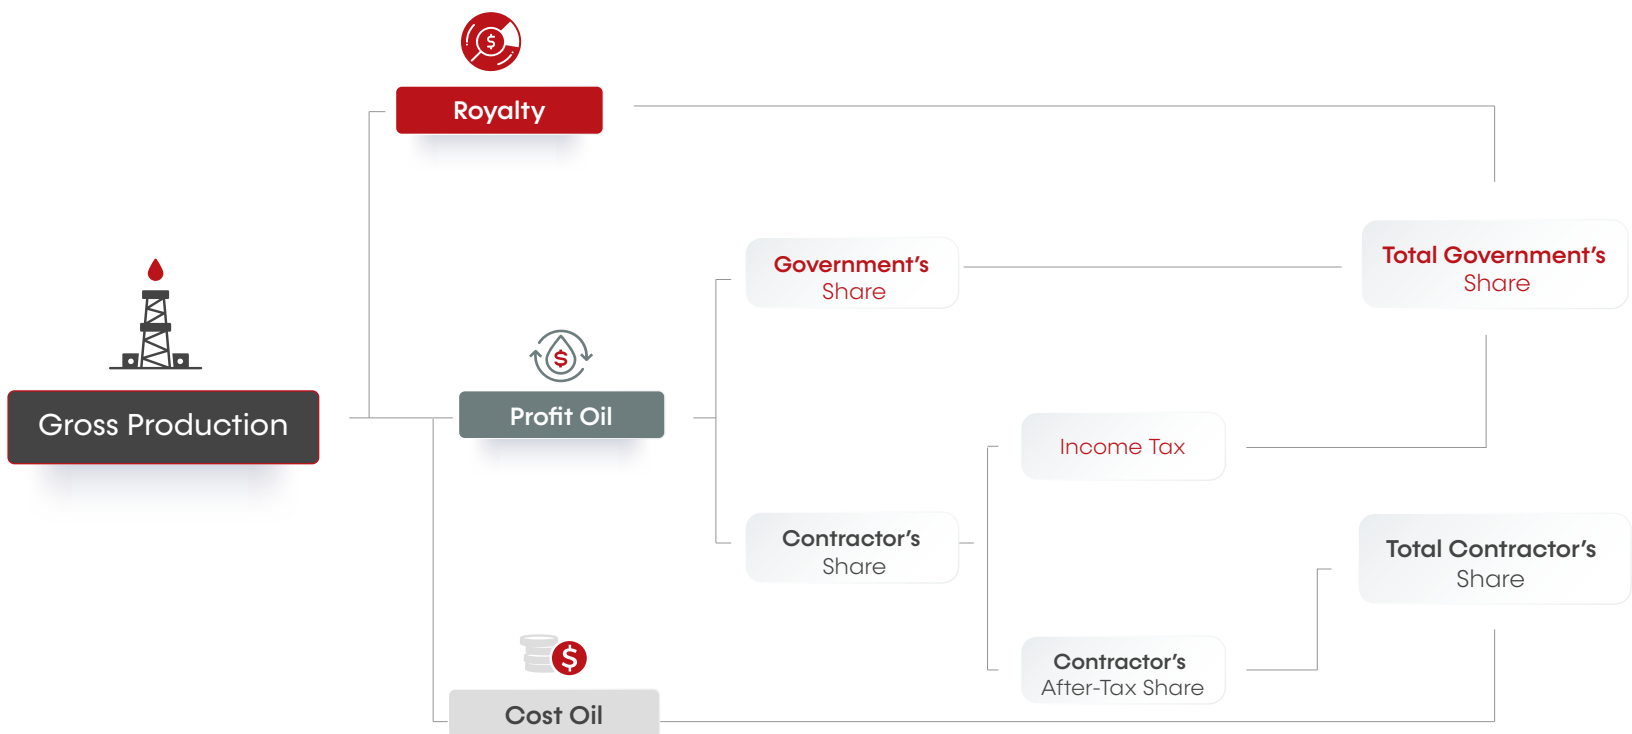 Royalty
Government's
Share
Total Government's
Share
Gross Production
Profit Oil
Income Tax
Contractor's
Share
Total Contractor's
Share
Contractor's
After-Tax Share
Cost Oil